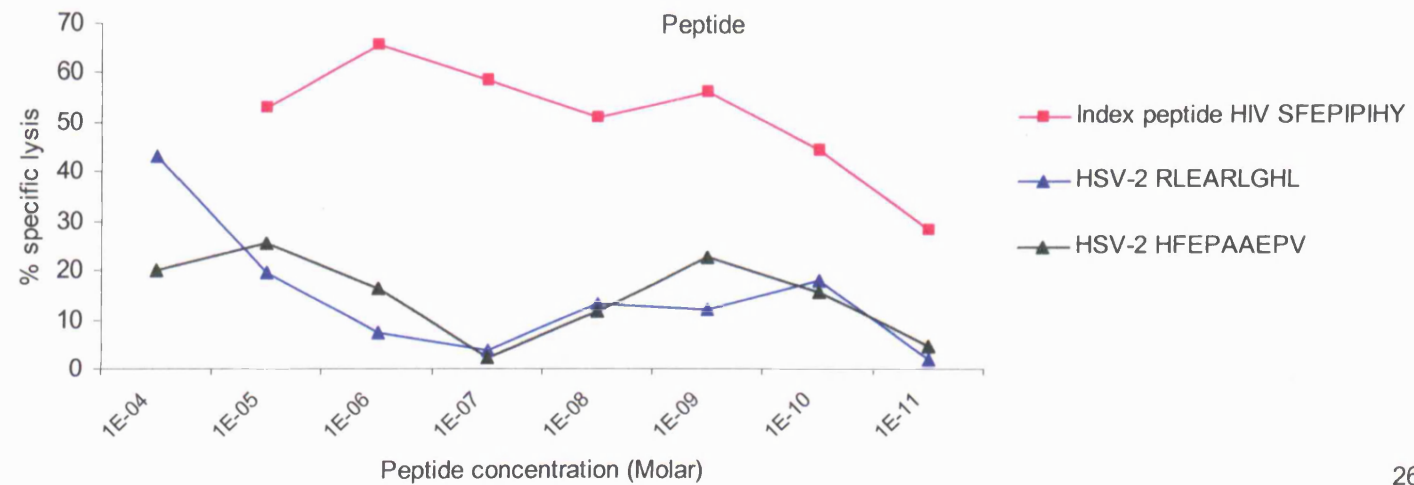 Peptide
70
60
50
40
30
20
10
0
% specific lysis
1E-04
1E-05
1E-06
1E-07
1E-08
1E-09
1E-10
1E-11
Peptide concentration (Molar)
Index peptide HIV SFEPIPIHY
HSV-2 RLEARLGHL
HSV-2 HFEPAAEPV
26